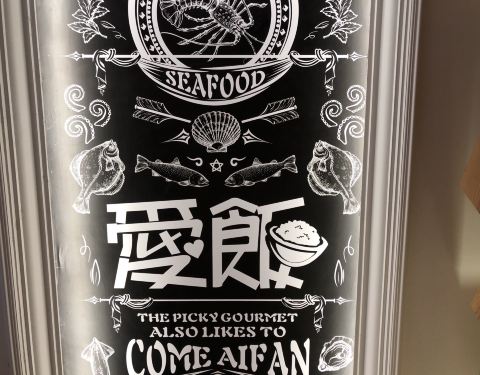 SEAFOOD
愛飯
THE PICKY GOURMET
ALSO LIKES TO
COME AIFAN